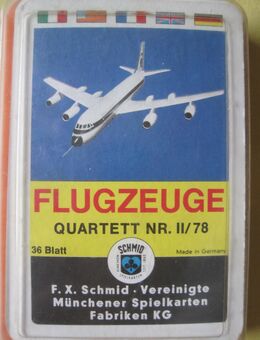 FLUGZEUGE
QUARTETT NR. II/78
36 Blatt
Made in Germany
SCHMID
F. X. Schmid · Vereinigte
Münchener Spielkarten
Fabriken KG